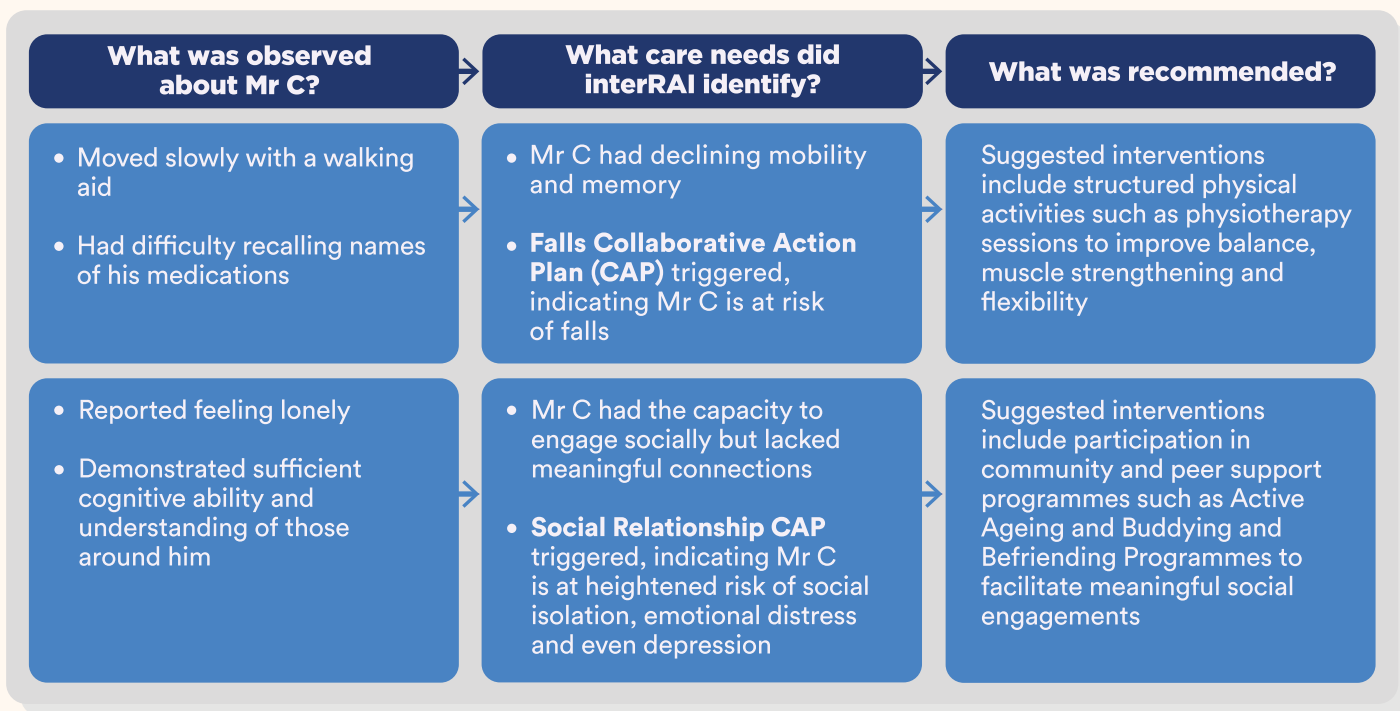 What was observed
about Mr C?
What care needs did
interRAI identify?
What was recommended?
• Moved slowly with a walking
aid
• Had difficulty recalling names
of his medications
• Mr C had declining mobility
and memory
• Falls Collaborative Action
Plan (CAP) triggered,
indicating Mr C is at risk
of falls
Suggested interventions
include structured physical
activities such as physiotherapy
sessions to improve balance,
muscle strengthening and
flexibility
• Reported feeling lonely
• Demonstrated sufficient
cognitive ability and
understanding of those
around him
• Mr C had the capacity to
engage socially but lacked
meaningful connections
• Social Relationship CAP
triggered, indicating Mr C
is at heightened risk of social
isolation, emotional distress
and even depression
Suggested interventions
include participation in
community and peer support
programmes such as Active
Ageing and Buddying and
Befriending Programmes to
facilitate meaningful social
engagements